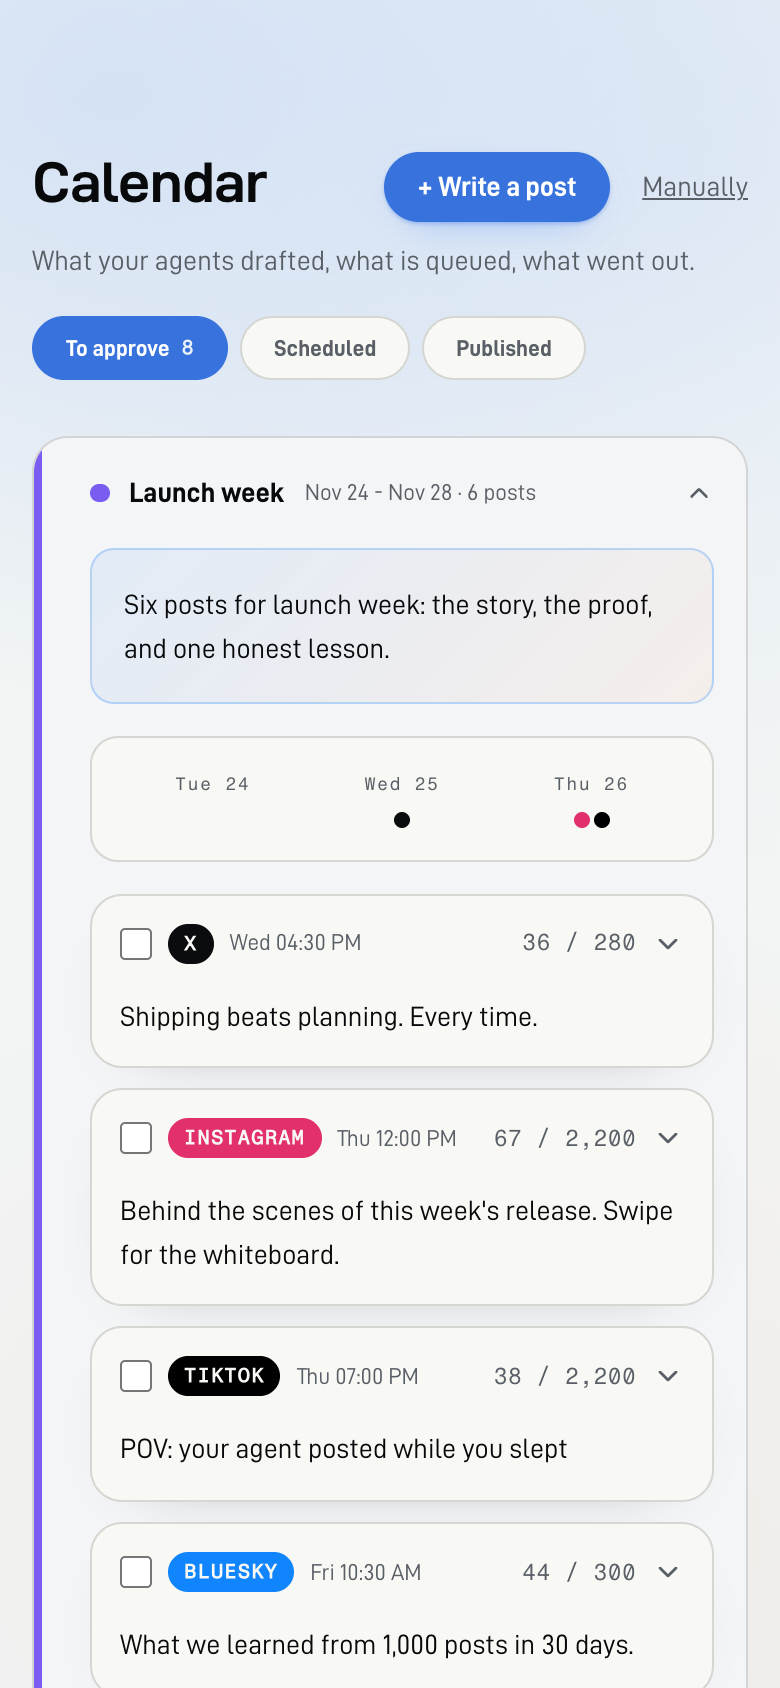 Calendar
+ Write a post
Manually
What your agents drafted, what is queued, what went out.
To approve 8
Scheduled
Published
Launch week Nov 24 - Nov 28 · 6 posts
Six posts for launch week: the story, the proof,
and one honest lesson.
Tue 24
Wed 25
Thu 26
X Wed 04:30 PM 36 / 280
Shipping beats planning. Every time.
INSTAGRAM Thu 12:00 PM 67 / 2,200
Behind the scenes of this week's release. Swipe
for the whiteboard.
TIKTOK Thu 07:00 PM 38 / 2,200
POV: your agent posted while you slept
BLUESKY Fri 10:30 AM 44 / 300
What we learned from 1,000 posts in 30 days.